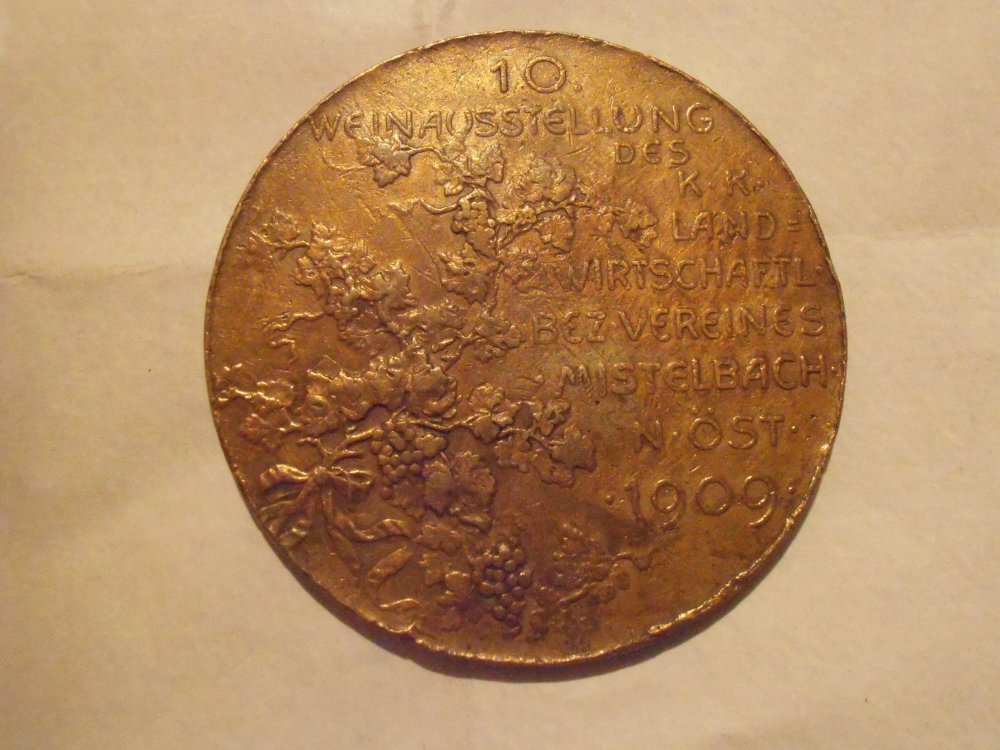 10.
WEINAUSSTELLUNG
DES
K. K.
LAND=
WIRTSCHAFTL.
BEZ VEREINES
MISTELBACH.
N. ÖST.
·1909·